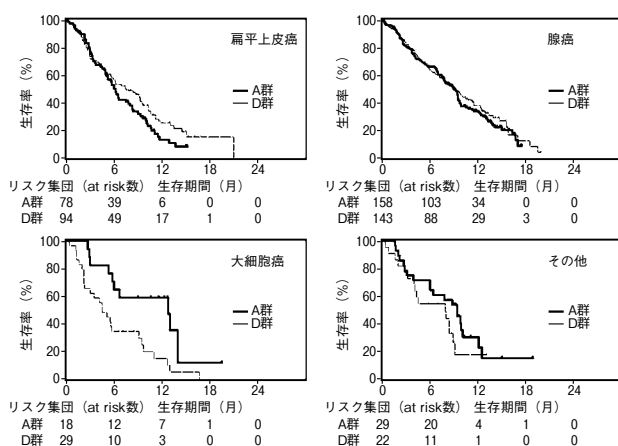 扁平上皮癌
生存率(%)
100
80
60
40
20
0
A群
D群
0 6 12 18 24
リスク集団(at risk数) 生存期間(月)
A群 78 39 6 0 0
D群 94 49 17 1 0
腺癌
生存率(%)
100
80
60
40
20
0
A群
D群
0 6 12 18 24
リスク集団(at risk数) 生存期間(月)
A群 158 103 34 0 0
D群 143 88 29 3 0
大細胞癌
生存率(%)
100
80
60
40
20
0
A群
D群
0 6 12 18 24 30
リスク集団(at risk数) 生存期間(月)
A群 18 12 7 1 0 0
D群 29 10 3 0 0 0
その他
生存率(%)
100
80
60
40
20
0
A群
D群
0 6 12 18 24 30
リスク集団(at risk数) 生存期間(月)
A群 29 20 4 1 0 0
D群 22 11 1 0 0 0